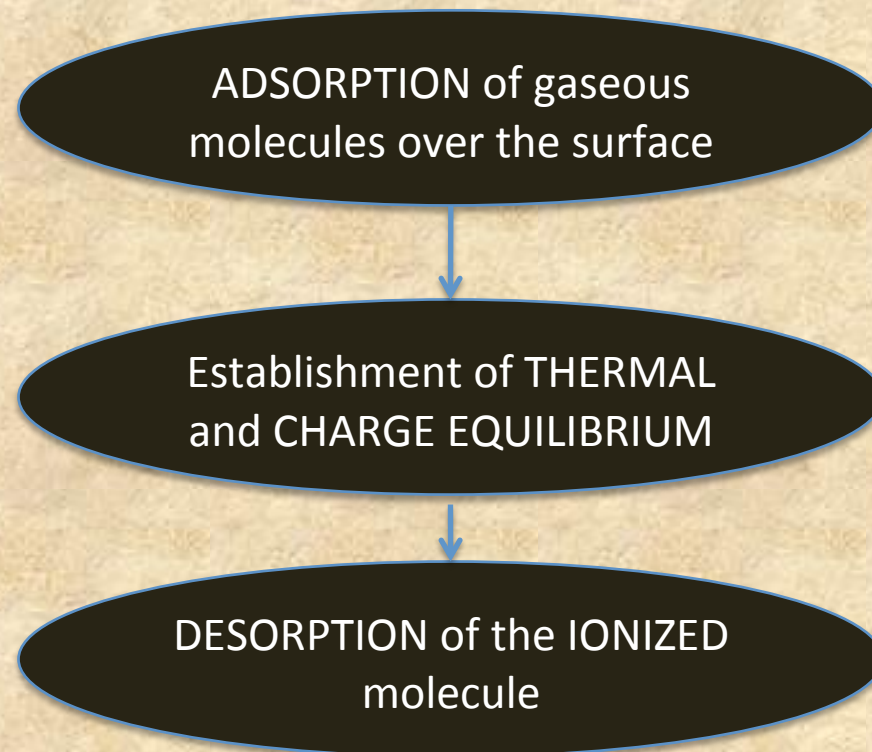 ADSORPTION of gaseous
molecules over the surface
Establishment of THERMAL
and CHARGE EQUILIBRIUM
DESORPTION of the IONIZED
molecule